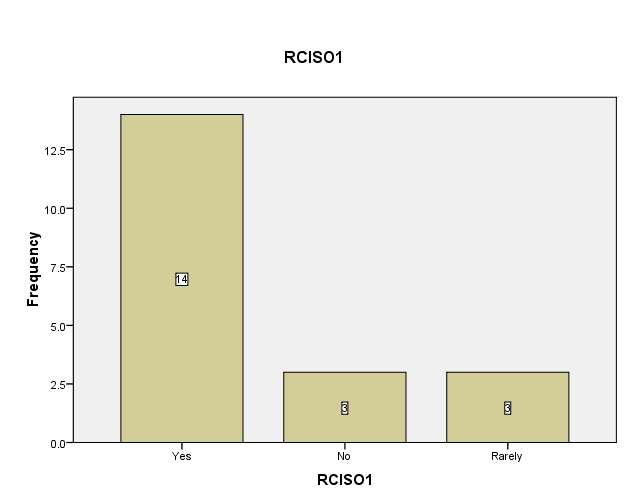 RCISO1
Frequency
12.5
10.0
7.5
5.0
2.5
0.0
14
3
3
Yes
No
Rarely
RCISO1